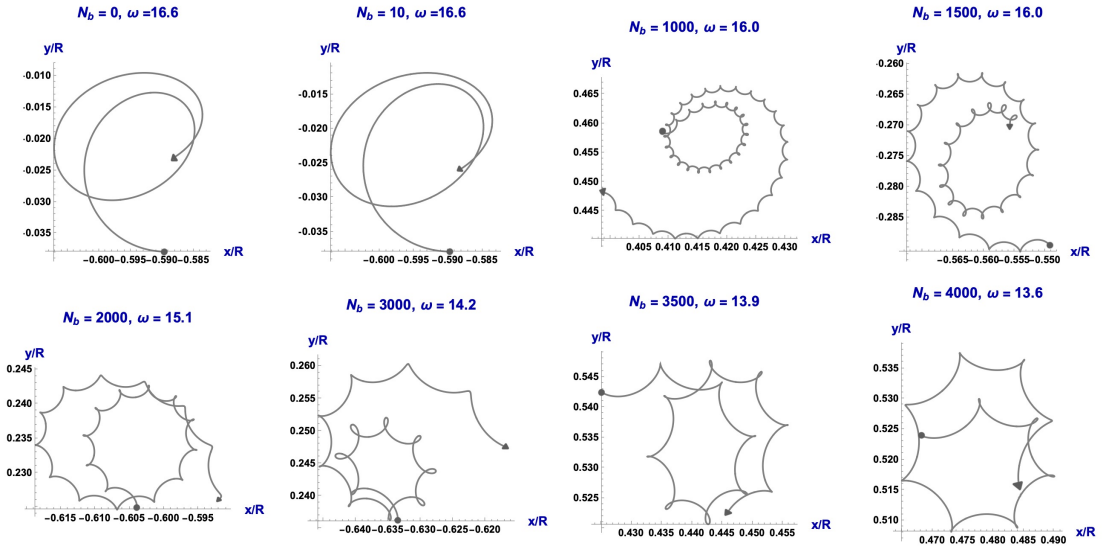 N_b = 0, ω =16.6
y/R
-0.010
-0.015
-0.020
-0.025
-0.030
-0.035
-0.600-0.595-0.590-0.585
x/R
N_b = 10, ω =16.6
y/R
-0.015
-0.020
-0.025
-0.030
-0.035
-0.600 -0.595 -0.590 -0.585
x/R
N_b = 1000, ω = 16.0
y/R
0.465
0.460
0.455
0.450
0.445
0.405 0.410 0.415 0.420 0.425 0.430
x/R
N_b = 1500, ω = 16.0
y/R
-0.260
-0.265
-0.270
-0.275
-0.280
-0.285
-0.565-0.560-0.555-0.550
x/R
N_b = 2000, ω = 15.1
y/R
0.245
0.240
0.235
0.230
-0.615-0.610-0.605-0.600-0.595
x/R
N_b = 3000, ω = 14.2
y/R
0.260
0.255
0.250
0.245
0.240
-0.640-0.635-0.630-0.625-0.620
x/R
N_b = 3500, ω = 13.9
y/R
0.545
0.540
0.535
0.530
0.525
0.430 0.435 0.440 0.445 0.450 0.455
x/R
N_b = 4000, ω = 13.6
y/R
0.535
0.530
0.525
0.520
0.515
0.510
0.470 0.475 0.480 0.485 0.490
x/R